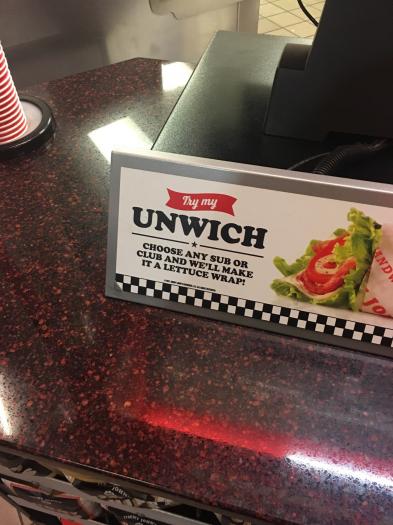 Try my
UNWICH
CHOOSE ANY SUB OR
CLUB AND WE'LL MAKE
IT A LETTUCE WRAP!